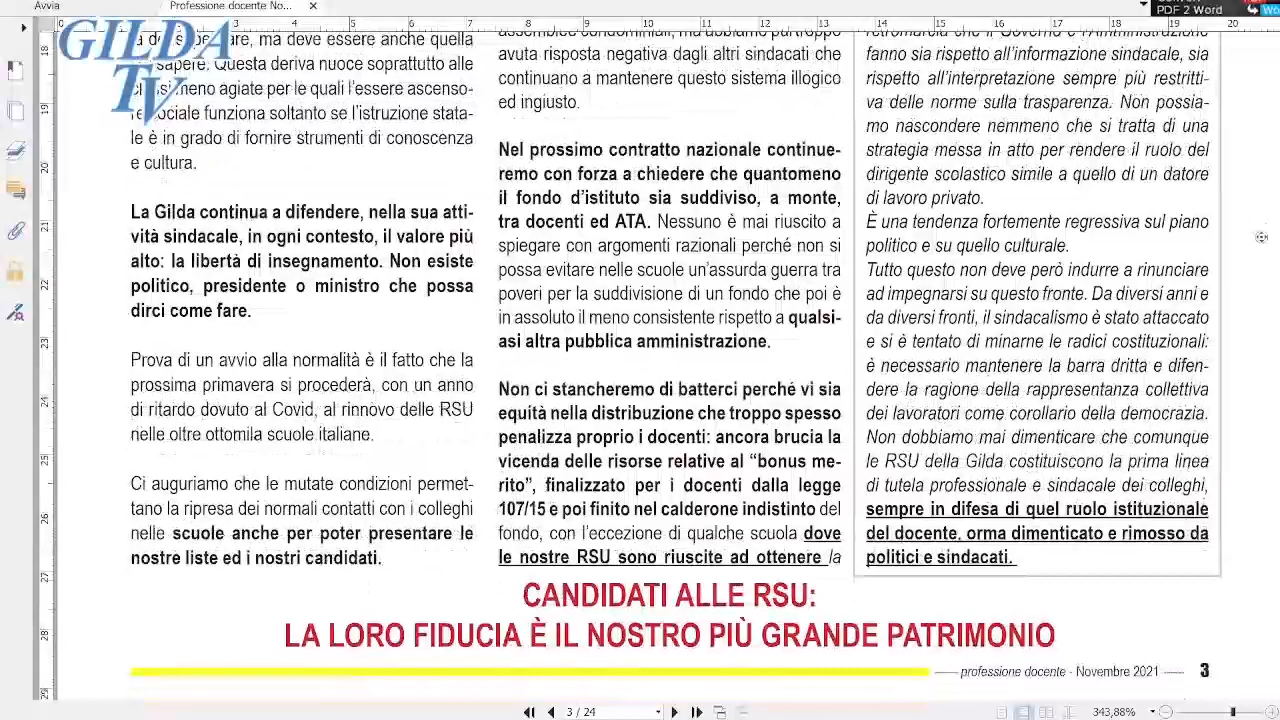 Avvia
Professione docente No...
PDF 2 Word
GILDA
TV
re, ma deve essere anche quella
sapere. Questa deriva nuoce soprattutto alle
meno agiate per le quali l'essere ascenso-
sociale funziona soltanto se l'istruzione stata-
le è in grado di fornire strumenti di conoscenza
e cultura.
La Gilda continua a difendere, nella sua atti-
vità sindacale, in ogni contesto, il valore più
alto: la libertà di insegnamento. Non esiste
politico, presidente o ministro che possa
dirci come fare.
Prova di un avvio alla normalità è il fatto che la
prossima primavera si procederà, con un anno
di ritardo dovuto al Covid, al rinnovo delle RSU
nelle oltre ottomila scuole italiane.
Ci auguriamo che le mutate condizioni permet-
tano la ripresa dei normali contatti con i colleghi
nelle scuole anche per poter presentare le
nostre liste ed i nostri candidati.
avuta risposta negativa dagli altri sindacati che
continuano a mantenere questo sistema illogico
ed ingiusto.
Nel prossimo contratto nazionale continue-
remo con forza a chiedere che quantomeno
il fondo d'istituto sia suddiviso, a monte,
tra docenti ed ATA. Nessuno è mai riuscito a
spiegare con argomenti razionali perché non si
possa evitare nelle scuole un'assurda guerra tra
poveri per la suddivisione di un fondo che poi è
in assoluto il meno consistente rispetto a qualsi-
asi altra pubblica amministrazione.
Non ci stancheremo di batterci perché vi sia
equità nella distribuzione che troppo spesso
penalizza proprio i docenti: ancora brucia la
vicenda delle risorse relative al “bonus me-
rito”, finalizzato per i docenti dalla legge
107/15 e poi finito nel calderone indistinto del
fondo, con l'eccezione di qualche scuola dove
le nostre RSU sono riuscite ad ottenere la
fanno sia rispetto all'informazione sindacale, sia
rispetto all'interpretazione sempre più restritti-
va delle norme sulla trasparenza. Non possia-
mo nascondere nemmeno che si tratta di una
strategia messa in atto per rendere il ruolo del
dirigente scolastico simile a quello di un datore
di lavoro privato.
È una tendenza fortemente regressiva sul piano
politico e su quello culturale.
Tutto questo non deve però indurre a rinunciare
ad impegnarsi su questo fronte. Da diversi anni e
da diversi fronti, il sindacalismo è stato attaccato
e si è tentato di minarne le radici costituzionali:
è necessario mantenere la barra dritta e difen-
dere la ragione della rappresentanza collettiva
dei lavoratori come corollario della democrazia.
Non dobbiamo mai dimenticare che comunque
le RSU della Gilda costituiscono la prima linea
di tutela professionale e sindacale dei colleghi,
sempre in difesa di quel ruolo istituzionale
del docente, orma dimenticato e rimosso da
politici e sindacati.
CANDIDATI ALLE RSU:
LA LORO FIDUCIA È IL NOSTRO PIÙ GRANDE PATRIMONIO
professione docente - Novembre 2021 3
3 / 24
343,88%